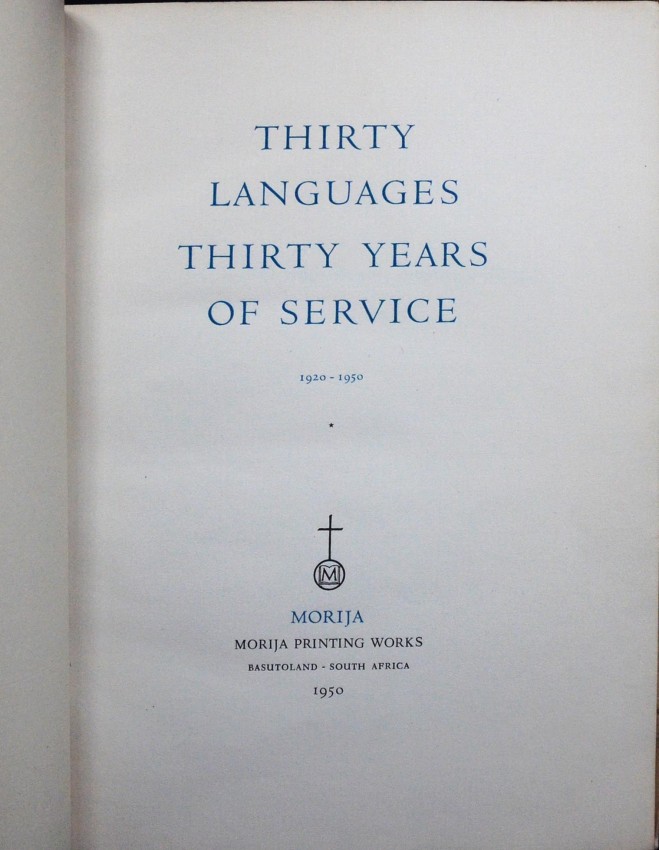 THIRTY
LANGUAGES
THIRTY YEARS
OF SERVICE
1920 - 1950
*
M
MORIJA
MORIJA PRINTING WORKS
BASUTOLAND - SOUTH AFRICA
1950